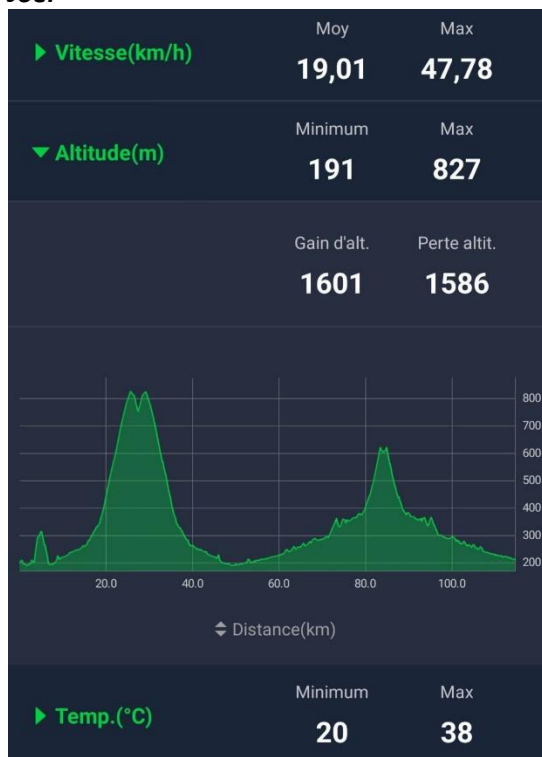 Moy Max
Vitesse(km/h)
19,01 47,78
Minimum Max
Altitude(m)
191 827
Gain d'alt. Perte altit.
1601 1586
800
700
600
500
400
300
200
20.0 40.0 60.0 80.0 100.0
Distance(km)
Minimum Max
Temp.(°C)
20 38